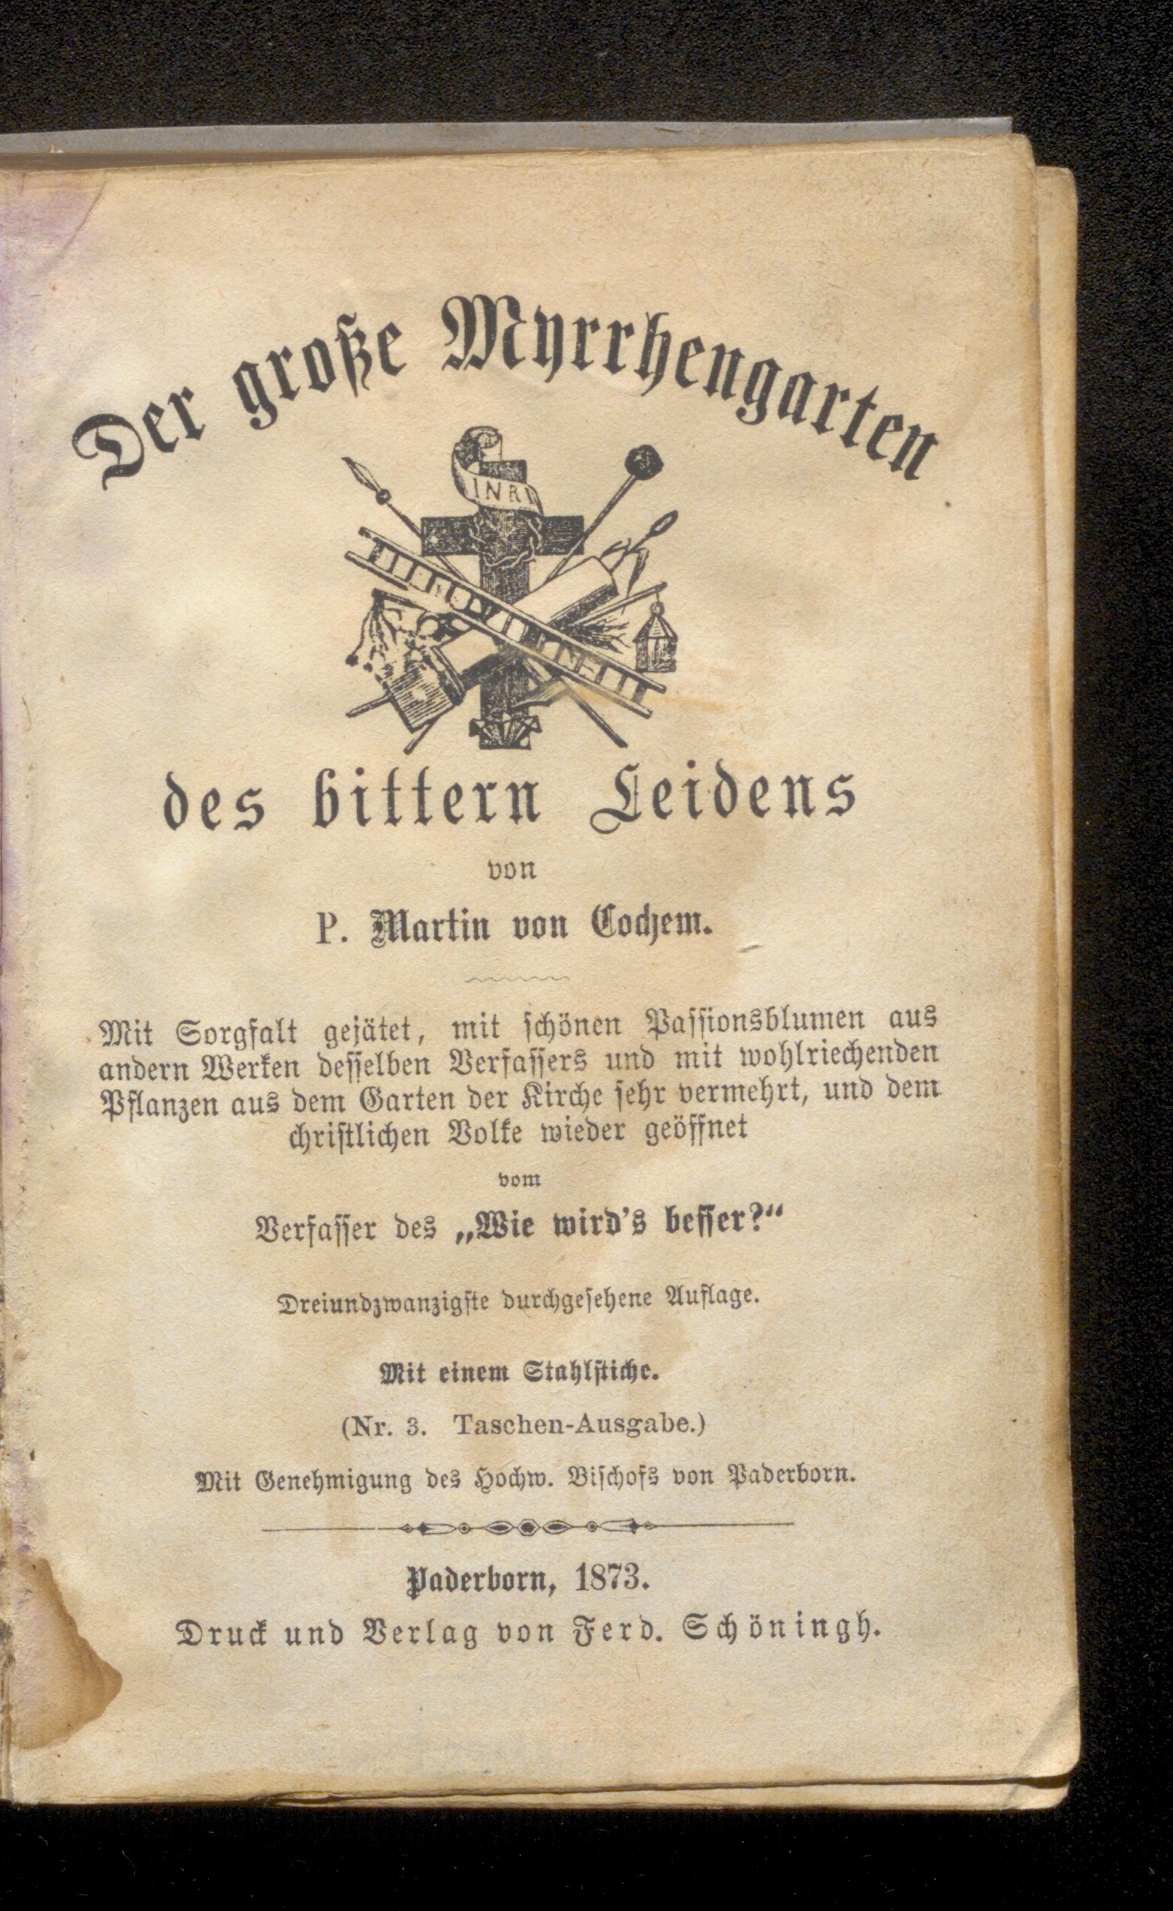 Der große Myrrhengarten
INRI
des bittern Leidens
von
P. Martin von Cochem.
Mit Sorgfalt gejätet, mit schönen Passionsblumen aus
andern Werken desselben Verfassers und mit wohlriechenden
Pflanzen aus dem Garten der Kirche sehr vermehrt, und dem
christlichen Volke wieder geöffnet
vom
Verfasser des „Wie wird's besser?“
Dreiundzwanzigste durchgesehene Auflage.
Mit einem Stahlstiche.
(Nr. 3. Taschen-Ausgabe.)
Mit Genehmigung des Hochw. Bischofs von Paderborn.
Paderborn, 1873.
Druck und Verlag von Ferd. Schöningh.